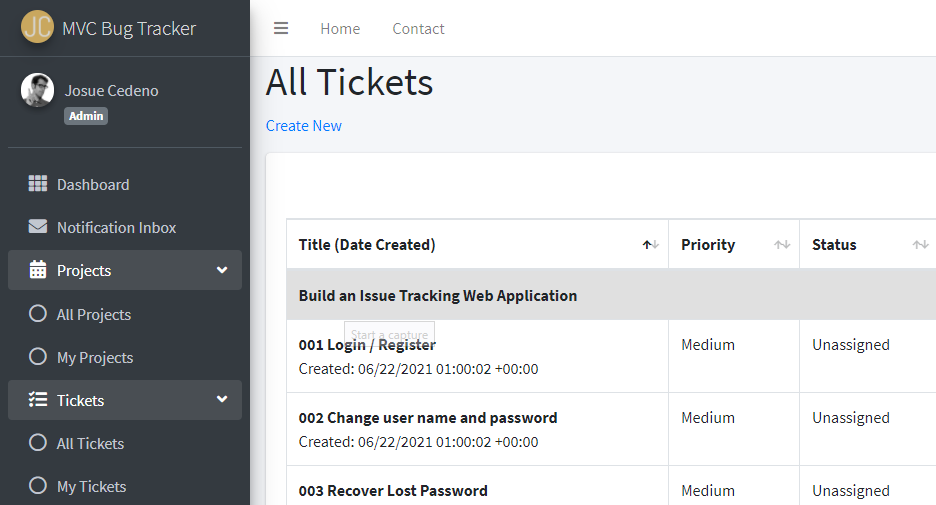 JC MVC Bug Tracker
Home Contact
Josue Cedeno
Admin
Dashboard
Notification Inbox
Projects
All Projects
My Projects
Tickets
All Tickets
My Tickets
All Tickets
Create New
Title (Date Created) Priority Status
Build an Issue Tracking Web Application
Start a capture
001 Login / Register Medium Unassigned
Created: 06/22/2021 01:00:02 +00:00
002 Change user name and password Medium Unassigned
Created: 06/22/2021 01:00:02 +00:00
003 Recover Lost Password Medium Unassigned